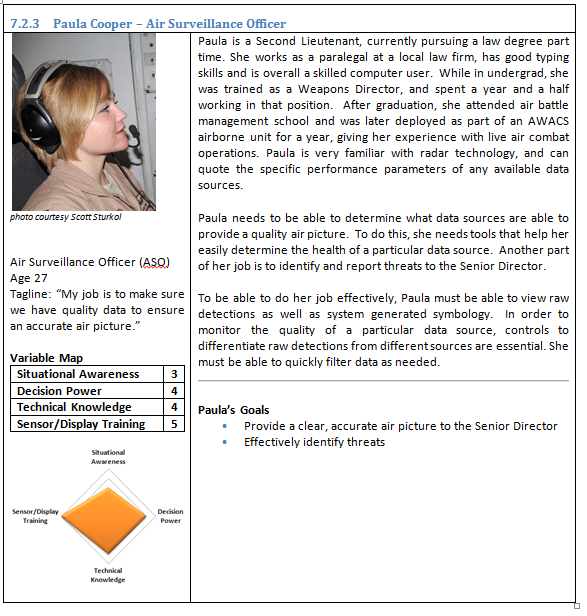 7.2.3 Paula Cooper – Air Surveillance Officer
photo courtesy Scott Sturkol
Air Surveillance Officer (ASO)
Age 27
Tagline: “My job is to make sure
we have quality data to ensure
an accurate air picture.”
Variable Map
Situational Awareness 3
Decision Power 4
Technical Knowledge 4
Sensor/Display Training 5
Situational
Awareness
Sensor/Display
Training
Decision
Power
Technical
Knowledge
Paula is a Second Lieutenant, currently pursuing a law degree part
time. She works as a paralegal at a local law firm, has good typing
skills and is overall a skilled computer user. While in undergrad, she
was trained as a Weapons Director, and spent a year and a half
working in that position. After graduation, she attended air battle
management school and was later deployed as part of an AWACS
airborne unit for a year, giving her experience with live air combat
operations. Paula is very familiar with radar technology, and can
quote the specific performance parameters of any available data
sources.
Paula needs to be able to determine what data sources are able to
provide a quality air picture. To do this, she needs tools that help her
easily determine the health of a particular data source. Another part
of her job is to identify and report threats to the Senior Director.
To be able to do her job effectively, Paula must be able to view raw
detections as well as system generated symbology. In order to
monitor the quality of a particular data source, controls to
differentiate raw detections from different sources are essential. She
must be able to quickly filter data as needed.
Paula’s Goals
• Provide a clear, accurate air picture to the Senior Director
• Effectively identify threats